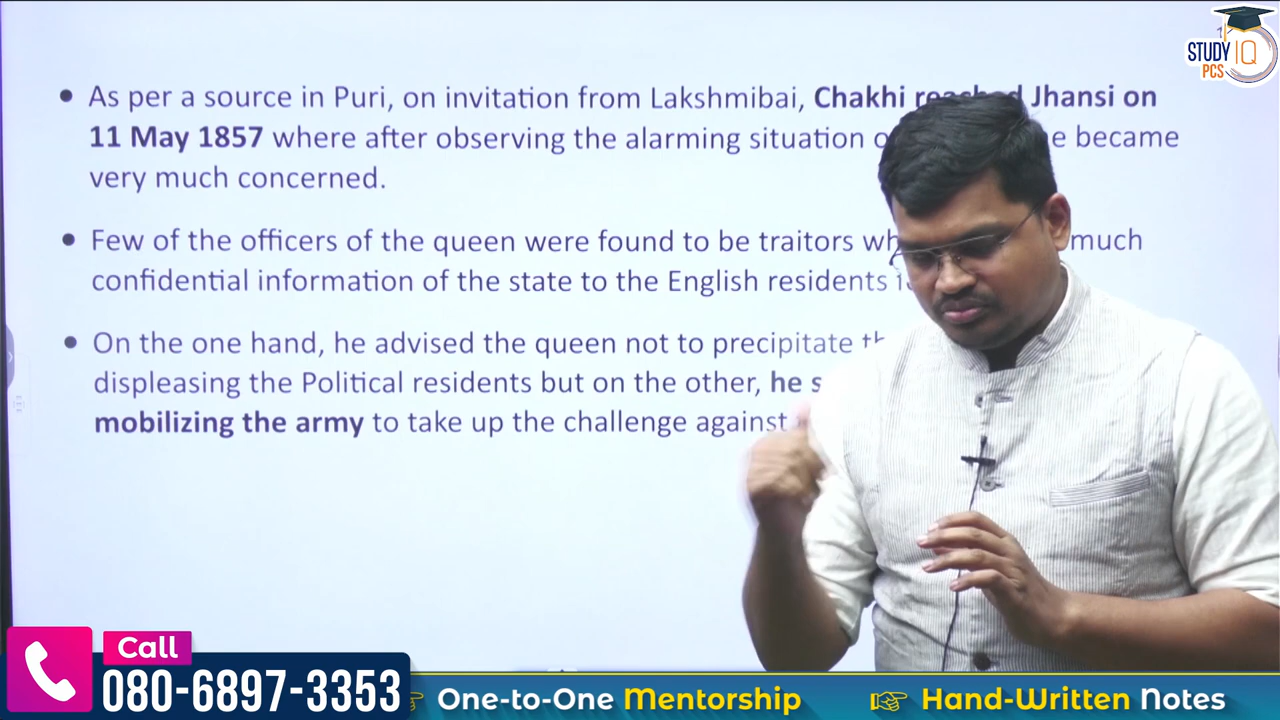 STUDY IQ
PCS
• As per a source in Puri, on invitation from Lakshmibai, Chakhi reached Jhansi on
11 May 1857 where after observing the alarming situation became
very much concerned.
• Few of the officers of the queen were found to be traitors much
confidential information of the state to the English residents
• On the one hand, he advised the queen not to precipitate
displeasing the Political residents but on the other, he
mobilizing the army to take up the challenge against
Call
080-6897-3353
One-to-One Mentorship
Hand-Written Notes